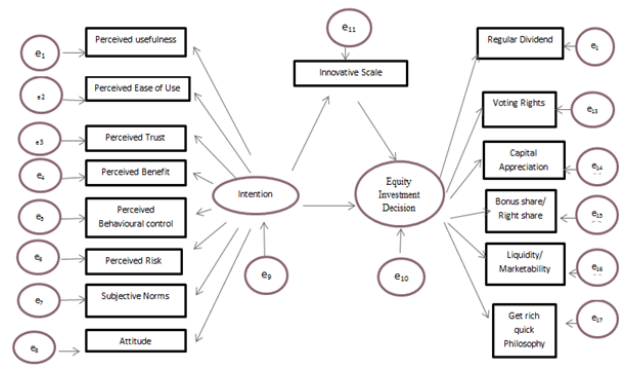 e11
Perceived usefulness
Regular Dividend
e1
eL
Innovative Scale
Perceived Ease of Use
e2
Voting Rights
e13
Perceived Trust
e3
Capital
Appreciation
e14
Perceived Benefit
e4
Intention
Equity
Investment
Decision
Bonus share/
Right share
e15
Perceived
Behavioural control
e5
Perceived Risk
e6
e9
e10
Liquidity/
Marketability
e16
Subjective Norms
e7
Get rich
quick
Philosophy
e17
Attitude
e8